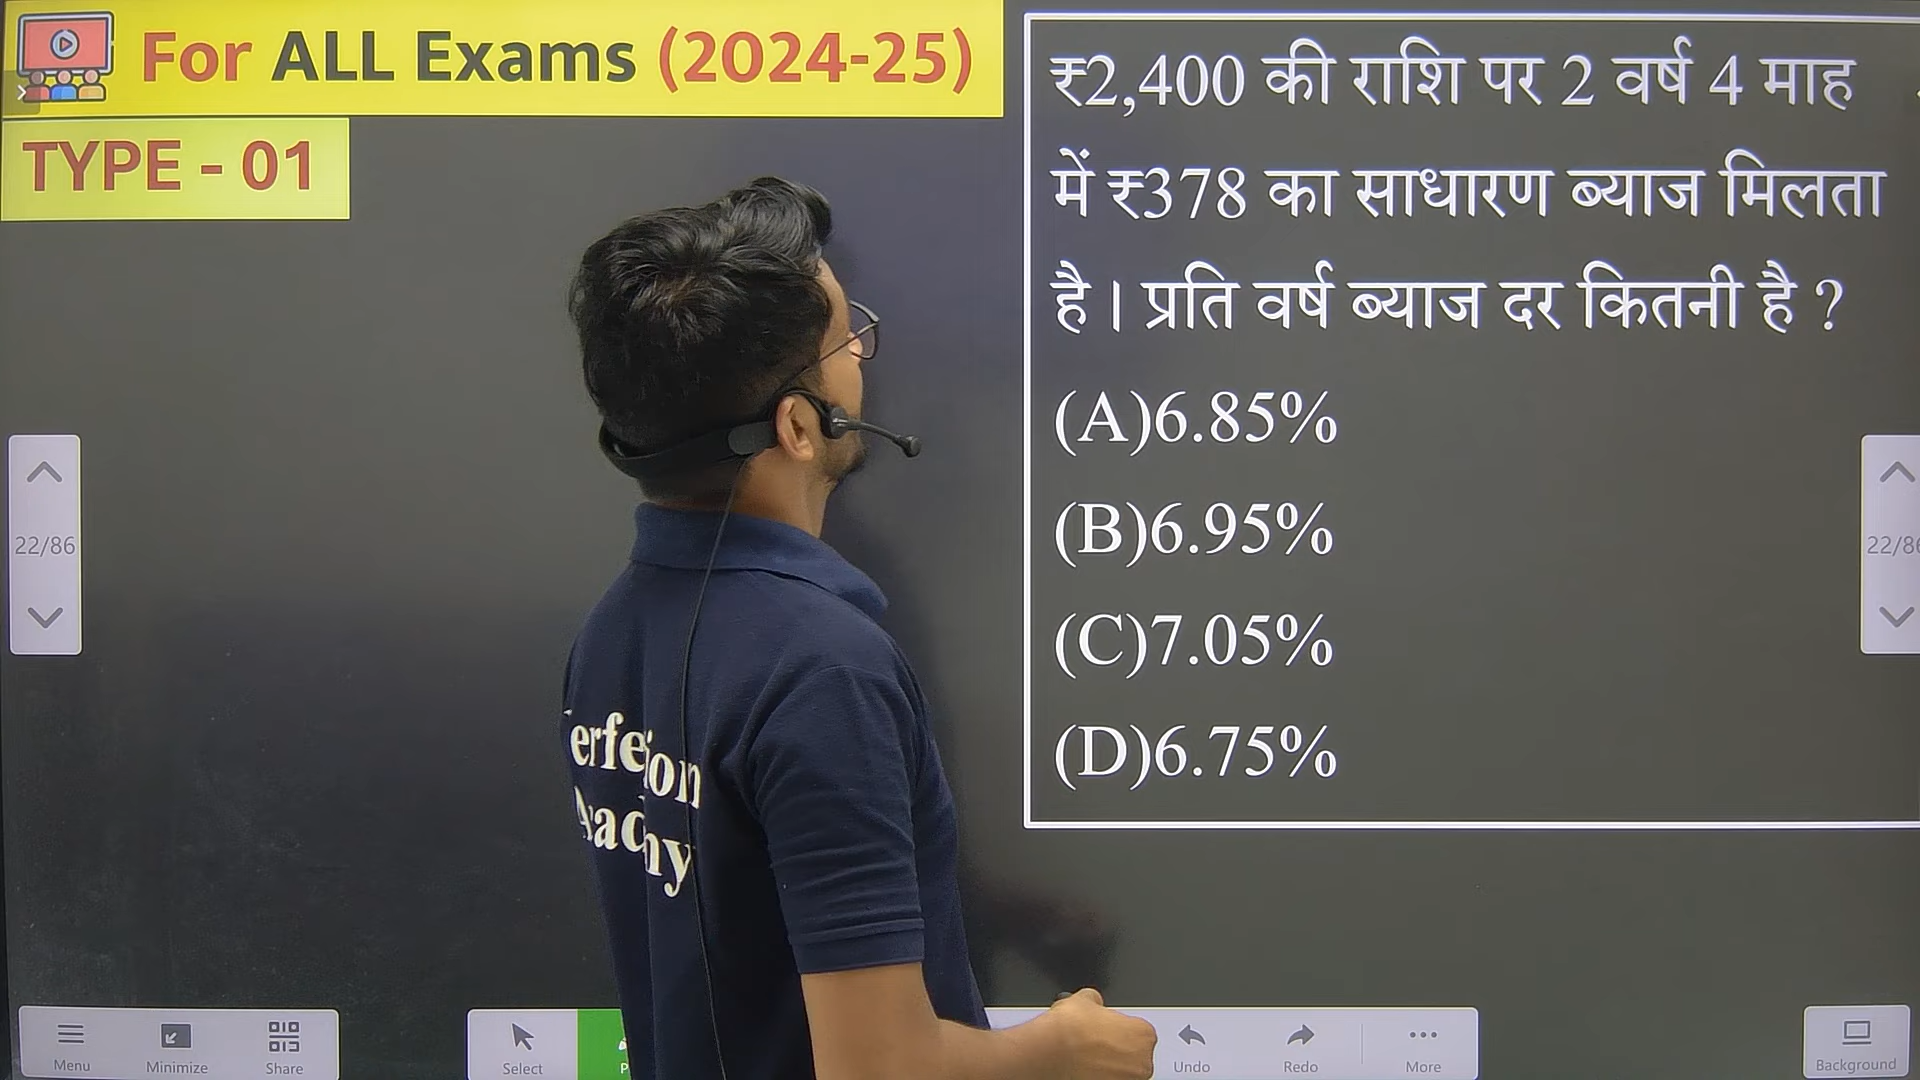 For ALL Exams (2024-25)
TYPE - 01
₹2,400 की राशि पर 2 वर्ष 4 माह
में ₹378 का साधारण ब्याज मिलता
है। प्रति वर्ष ब्याज दर कितनी है ?
(A)6.85%
(B)6.95%
(C)7.05%
(D)6.75%
22/86
22/86
Menu
Minimize
Share
Select
Undo
Redo
More
Background